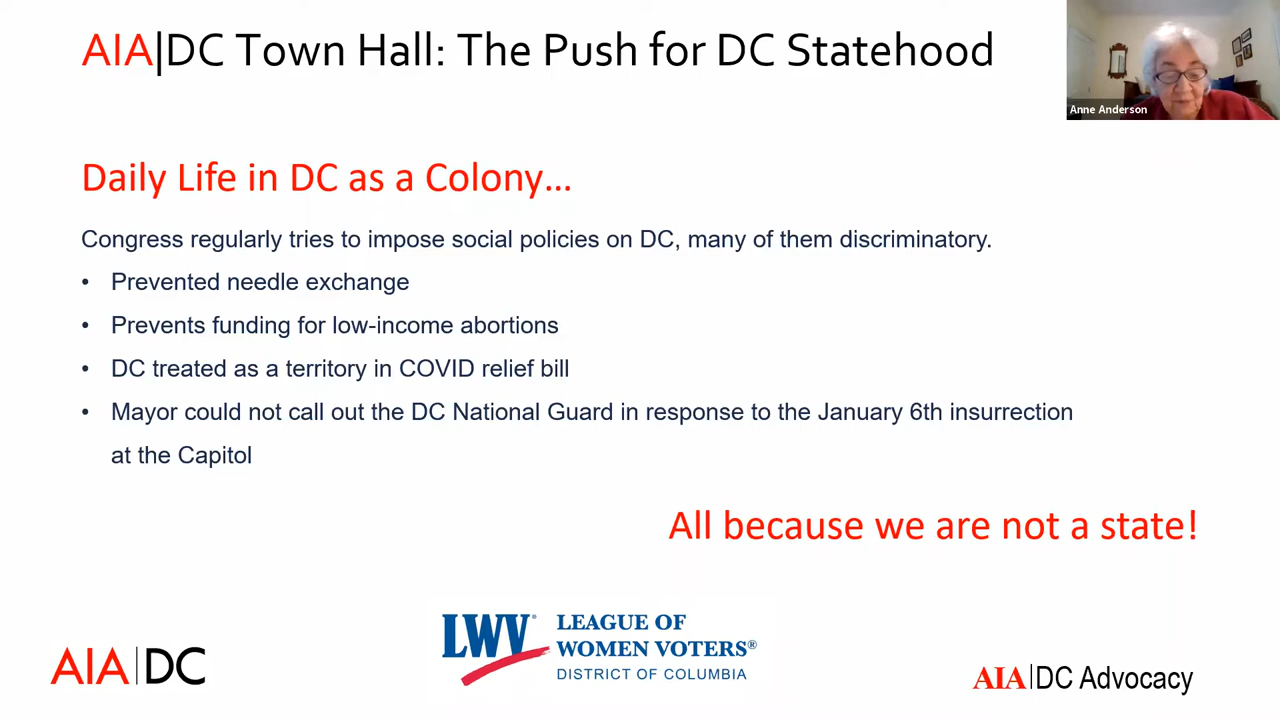 AIA|DC Town Hall: The Push for DC Statehood
Anne Anderson
Daily Life in DC as a Colony...
Congress regularly tries to impose social policies on DC, many of them discriminatory.
• Prevented needle exchange
• Prevents funding for low-income abortions
• DC treated as a territory in COVID relief bill
• Mayor could not call out the DC National Guard in response to the January 6th insurrection
at the Capitol
All because we are not a state!
AIA|DC
LWV®
LEAGUE OF
WOMEN VOTERS®
DISTRICT OF COLUMBIA
AIA|DC Advocacy